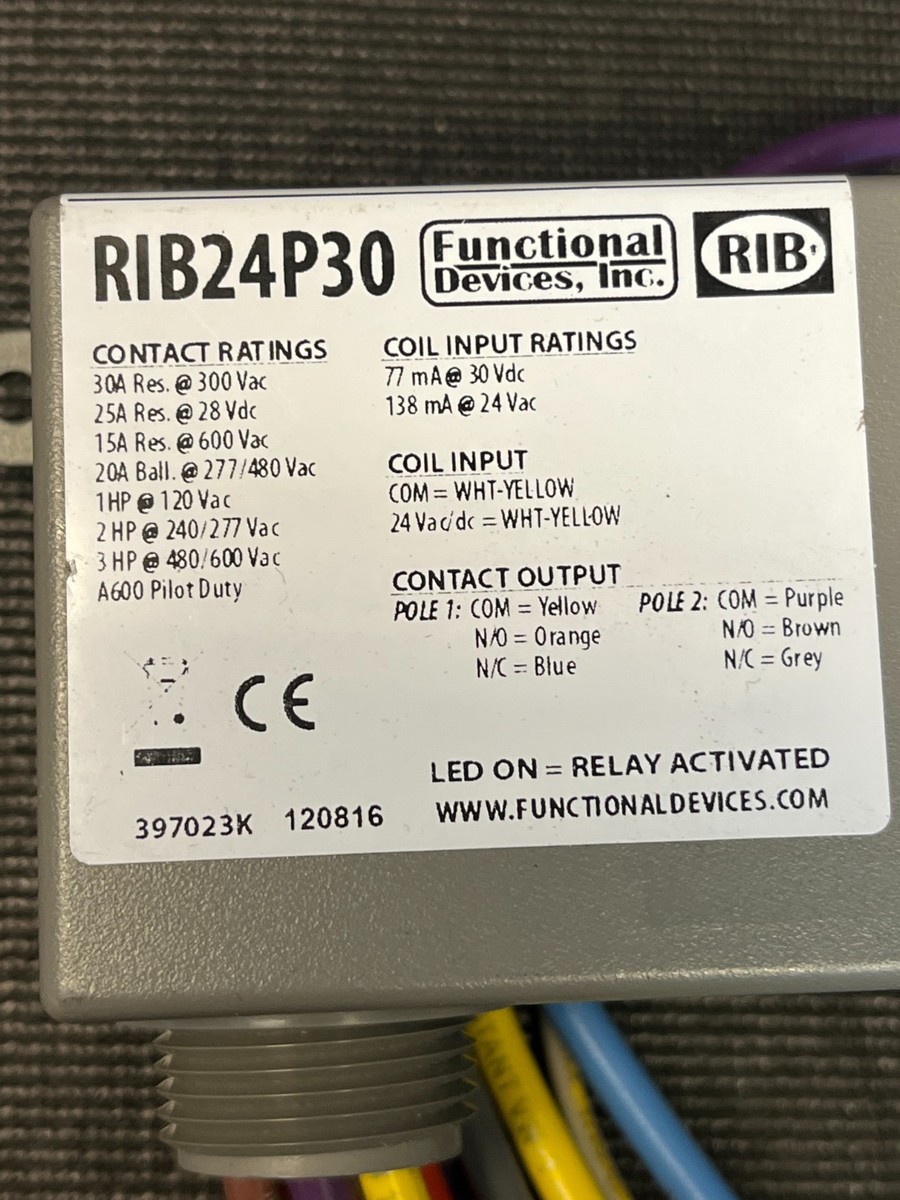 RIB24P30
Functional
Devices, Inc.
RIB
CONTACT RATINGS
30A Res. @ 300 Vac
25A Res. @ 28 Vdc
15A Res. @ 600 Vac
20A Ball. @ 277/480 Vac
1 HP @ 120 Vac
2 HP @ 240/277 Vac
3 HP @ 480/600 Vac
A600 Pilot Duty
COIL INPUT RATINGS
77 mA @ 30 Vdc
138 mA @ 24 Vac
COIL INPUT
COM = WHT-YELLOW
24 Vac/dc = WHT-YELLOW
CONTACT OUTPUT
POLE 1: COM = Yellow
N/O = Orange
N/C = Blue
POLE 2: COM = Purple
N/O = Brown
N/C = Grey
CE
LED ON = RELAY ACTIVATED
WWW.FUNCTIONALDEVICES.COM
397023K 120816